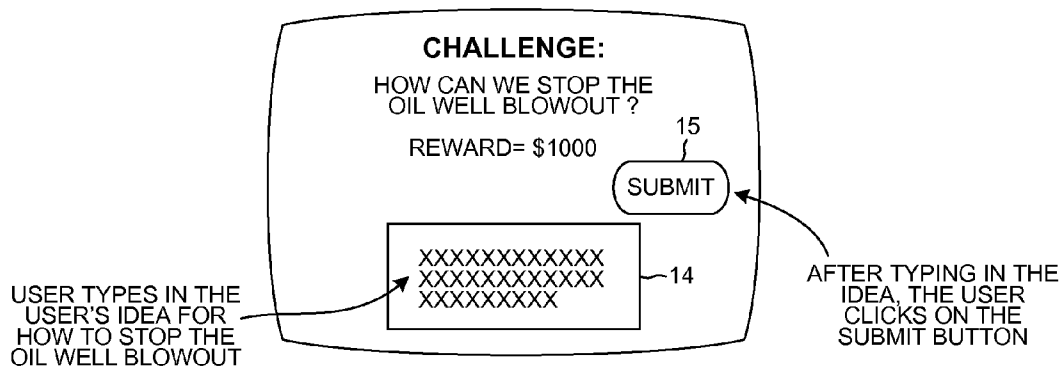 CHALLENGE:
HOW CAN WE STOP THE
OIL WELL BLOWOUT ?
REWARD= $1000
15
SUBMIT
XXXXXXXXXXXX
XXXXXXXXXXXX
XXXXXXXXX
14
USER TYPES IN THE
USER'S IDEA FOR
HOW TO STOP THE
OIL WELL BLOWOUT
AFTER TYPING IN THE
IDEA, THE USER
CLICKS ON THE
SUBMIT BUTTON